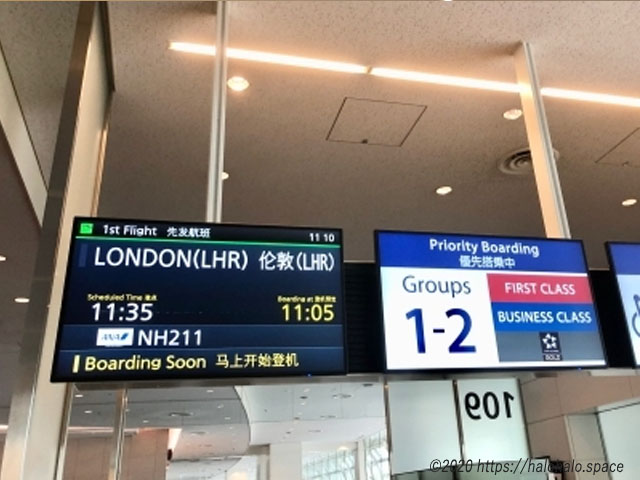 1st Flight 先发航班
11 10
LONDON(LHR) 伦敦(LHR)
Scheduled Time
Boarding at
11:35
11:05
ANA NH211
Boarding Soon 马上开始登机
Priority Boarding
優先搭乗中
Groups
1-2
FIRST CLASS
BUSINESS CLASS
GOLD
109
©2020 https://halohalo.space